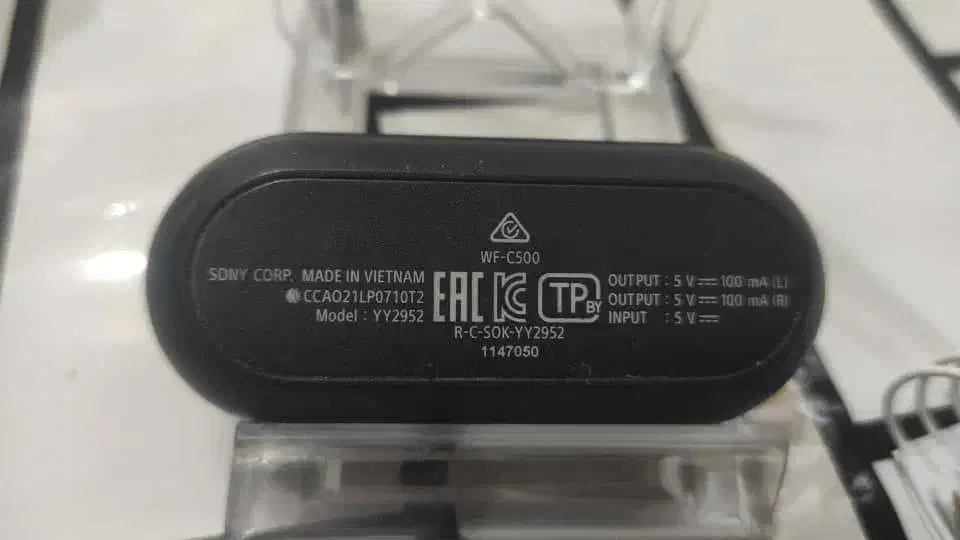 WF-C500
SONY CORP. MADE IN VIETNAM
CCAO21LP0710T2
Model : YY2952
EAC
TP BY
OUTPUT : 5 V 100 mA (L)
OUTPUT : 5 V 100 mA (R)
INPUT : 5 V
R-C-SOK-YY2952
1147050